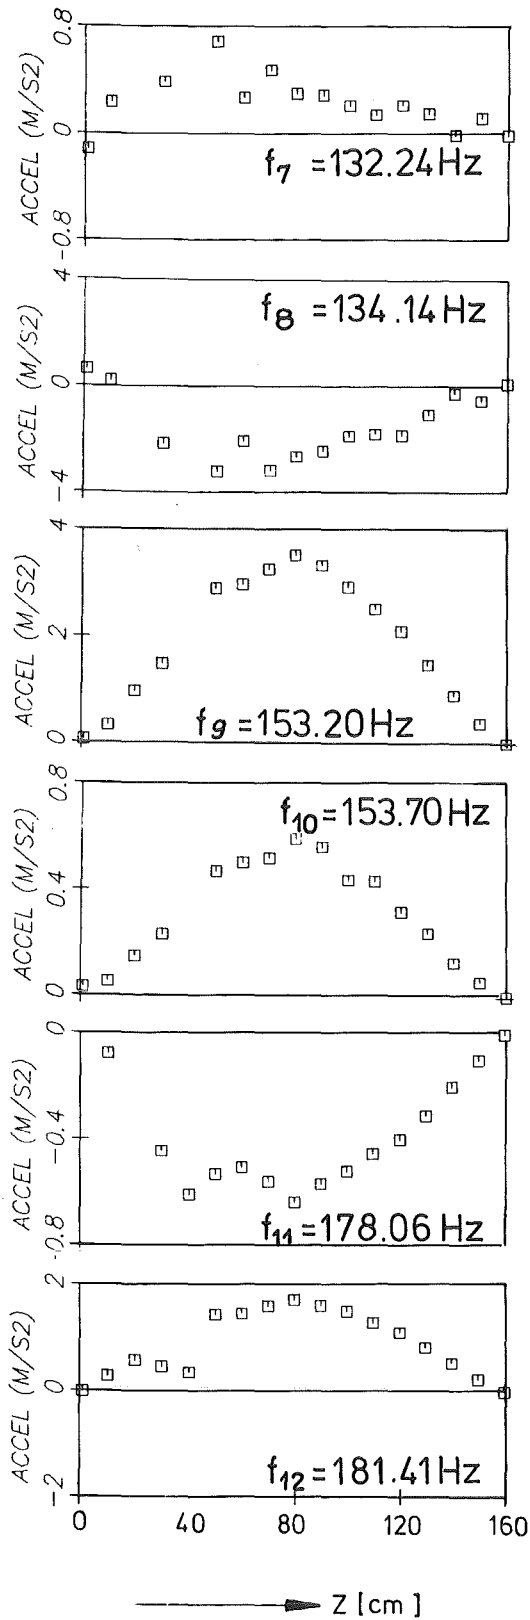 0.8
0
-0.8
ACCEL (M/S2)
f7 =132.24Hz
4
0
-4
ACCEL (M/S2)
f8 =134.14Hz
4
2
0
ACCEL (M/S2)
f9=153.20Hz
0.8
0.4
0
ACCEL (M/S2)
f10=153.70Hz
0
-0.4
-0.8
ACCEL (M/S2)
f11=178.06Hz
2
0
-2
ACCEL (M/S2)
f12=181.41Hz
0 40 80 120 160
Z [cm]